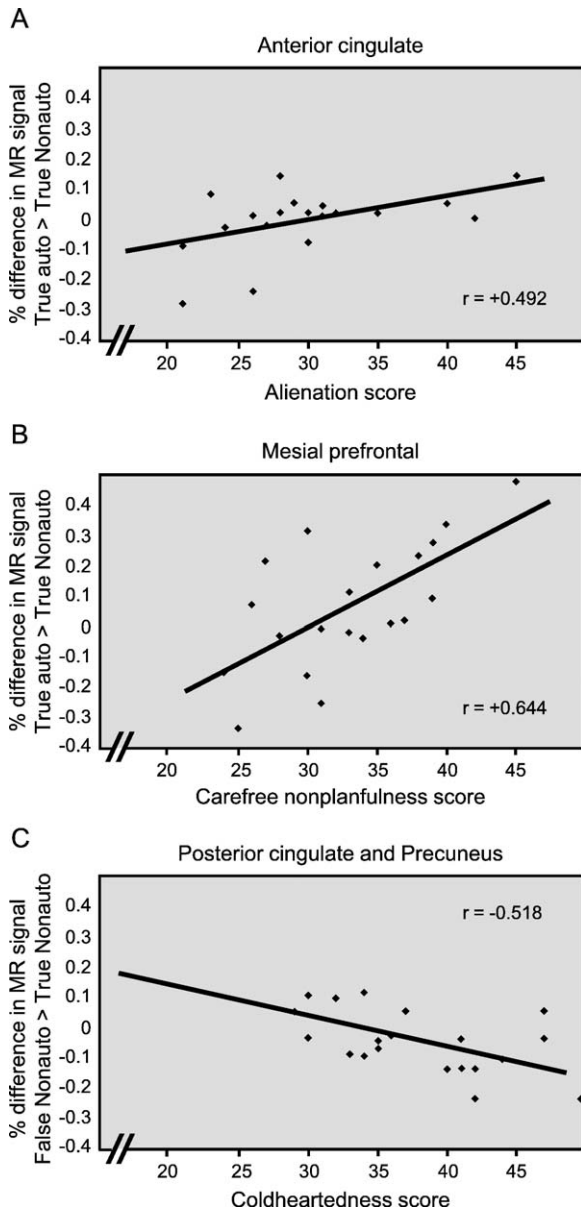 A
Anterior cingulate
% difference in MR signal
True auto > True Nonauto
0.4
0.3
0.2
0.1
0
-0.1
-0.2
-0.3
-0.4
r = +0.492
20 25 30 35 40 45
Alienation score
B
Mesial prefrontal
% difference in MR signal
True auto > True Nonauto
0.4
0.3
0.2
0.1
0
-0.1
-0.2
-0.3
-0.4
r = +0.644
20 25 30 35 40 45
Carefree nonplanfulness score
C
Posterior cingulate and Precuneus
% difference in MR signal
False Nonauto > True Nonauto
0.4
0.3
0.2
0.1
0
-0.1
-0.2
-0.3
-0.4
r = -0.518
20 25 30 35 40 45
Coldheartedness score